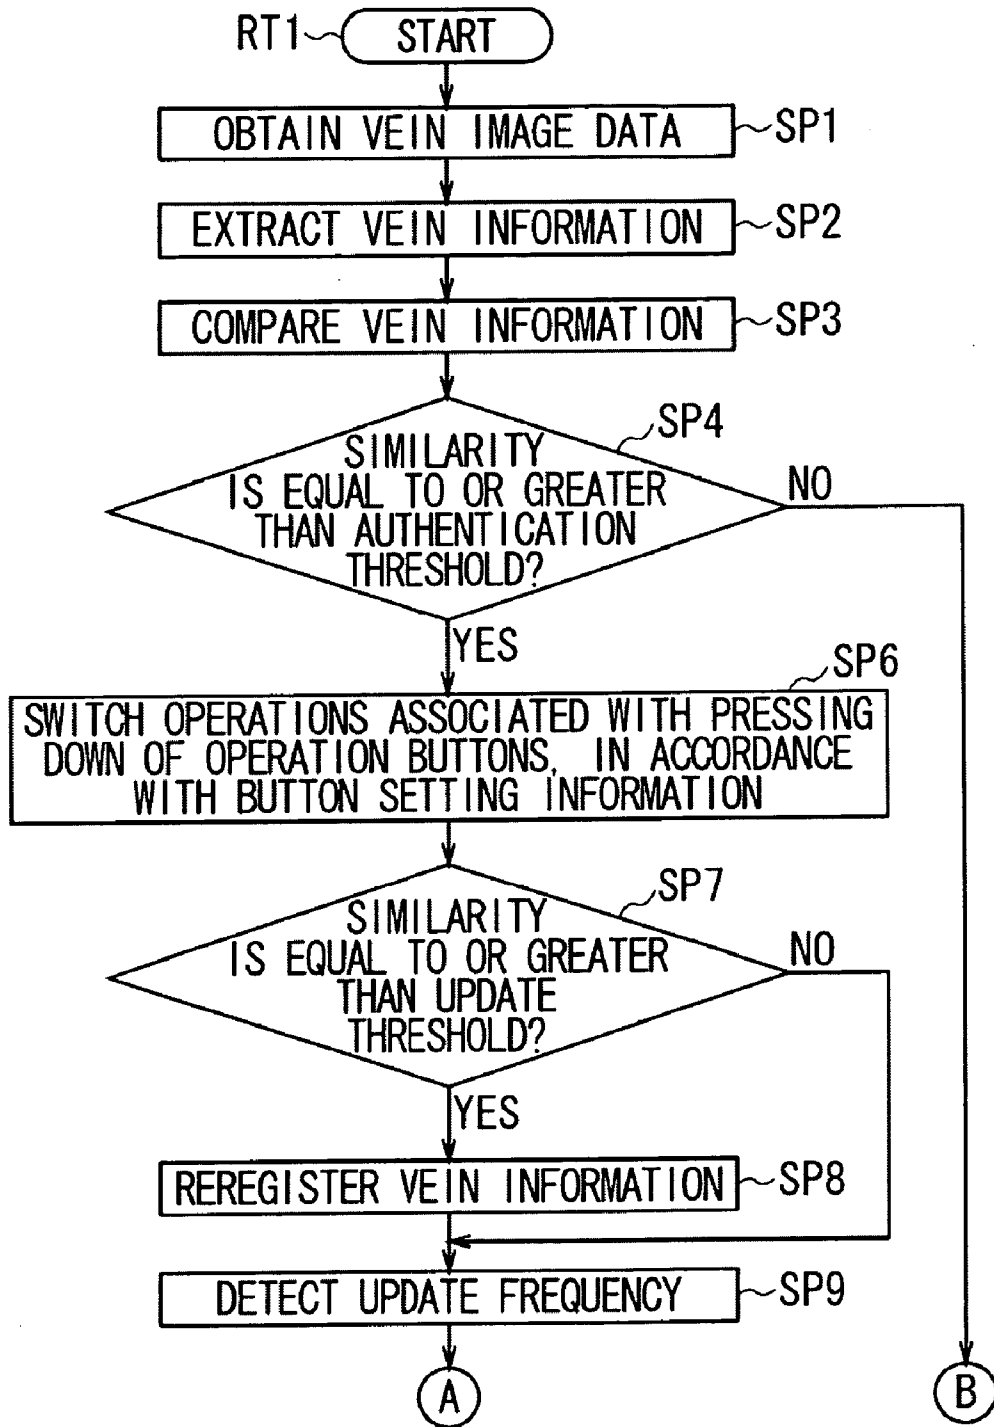 RT1 START
OBTAIN VEIN IMAGE DATA SP1
EXTRACT VEIN INFORMATION SP2
COMPARE VEIN INFORMATION SP3
SP4
SIMILARITY
IS EQUAL TO OR GREATER
THAN AUTHENTICATION
THRESHOLD?
NO
YES
SP6
SWITCH OPERATIONS ASSOCIATED WITH PRESSING
DOWN OF OPERATION BUTTONS, IN ACCORDANCE
WITH BUTTON SETTING INFORMATION
SP7
SIMILARITY
IS EQUAL TO OR GREATER
THAN UPDATE
THRESHOLD?
NO
YES
REREGISTER VEIN INFORMATION SP8
DETECT UPDATE FREQUENCY SP9
A B